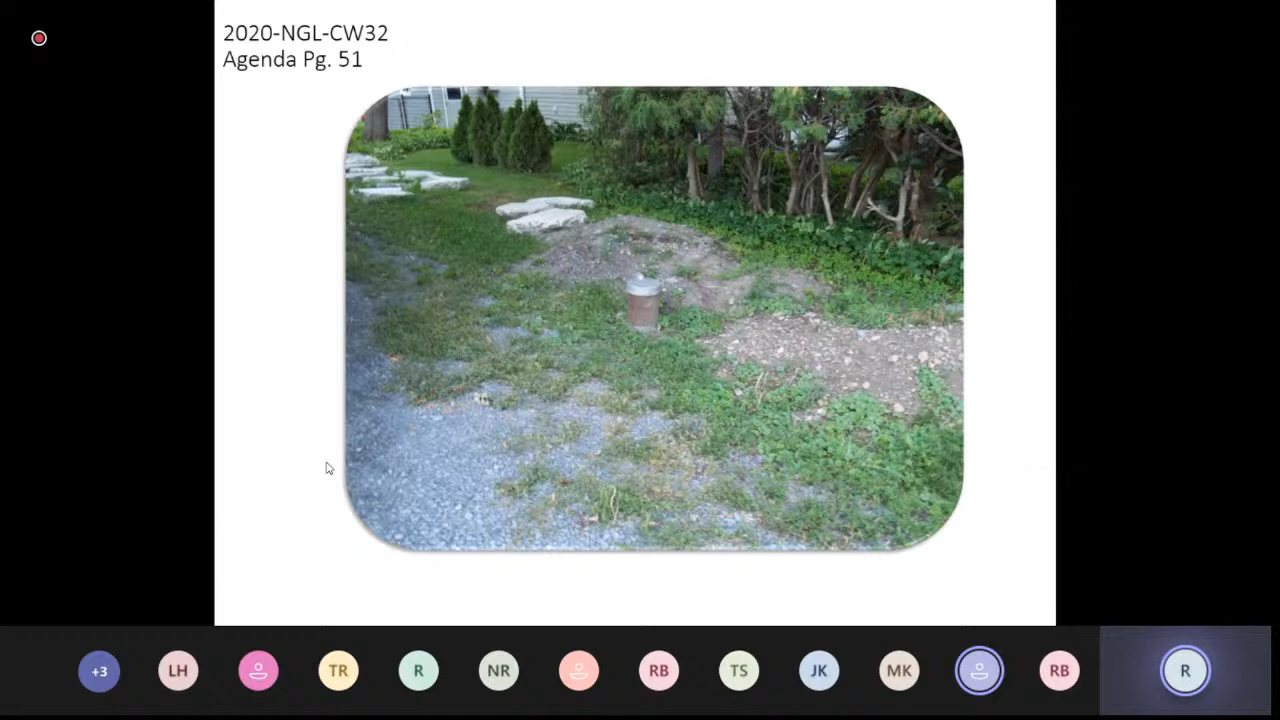 2020-NGL-CW32
Agenda Pg. 51
+3
LH
TR
R
NR
RB
TS
JK
MK
RB
R